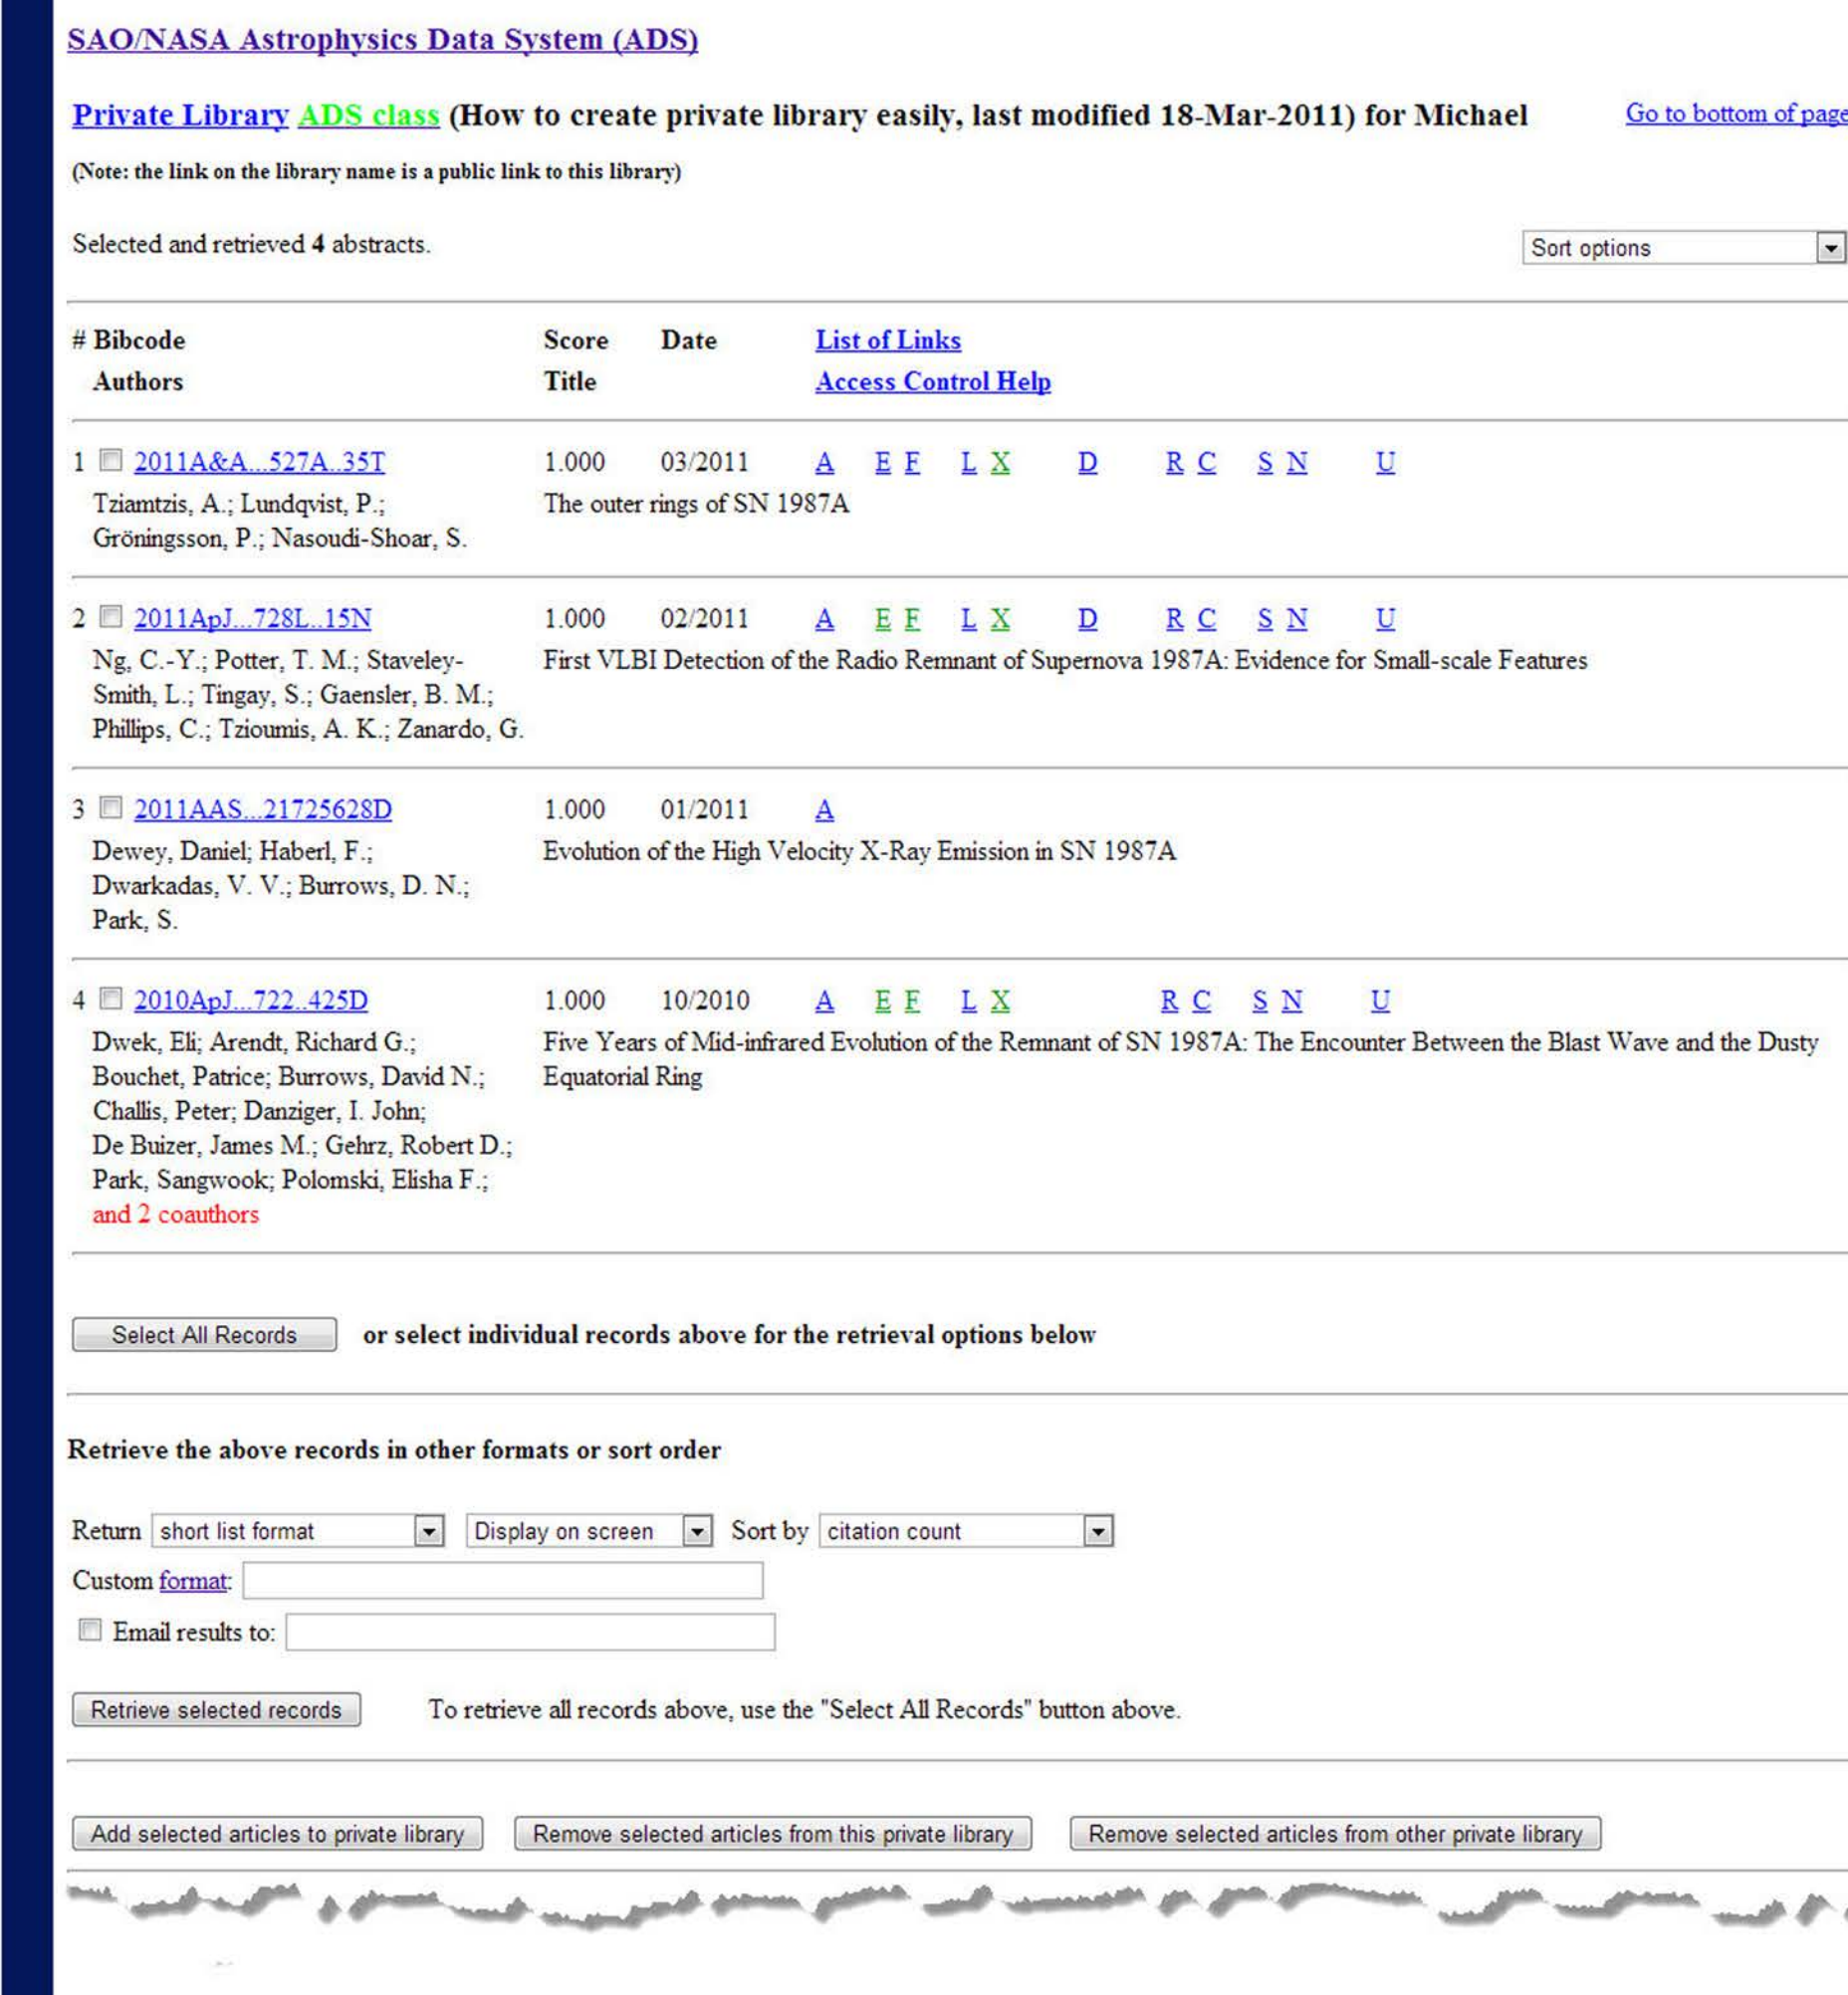 SAO/NASA Astrophysics Data System (ADS)
Private Library ADS class (How to create private library easily, last modified 18-Mar-2011) for Michael Go to bottom of page
(Note: the link on the library name is a public link to this library)
Selected and retrieved 4 abstracts. Sort options
# Bibcode Score Date List of Links
Authors Title Access Control Help
1 2011A&A...527A..35T 1.000 03/2011 A E F L X D R C S N U
Tziamtzis, A.; Lundqvist, P.; The outer rings of SN 1987A
Gröningsson, P.; Nasoudi-Shoar, S.
2 2011ApJ...728L..15N 1.000 02/2011 A E F L X D R C S N U
Ng, C.-Y.; Potter, T. M.; Staveley- First VLBI Detection of the Radio Remnant of Supernova 1987A: Evidence for Small-scale Features
Smith, L.; Tingay, S.; Gaensler, B. M.;
Phillips, C.; Tzioumis, A. K.; Zanardo, G.
3 2011AAS...21725628D 1.000 01/2011 A
Dewey, Daniel; Haberl, F.; Evolution of the High Velocity X-Ray Emission in SN 1987A
Dwarkadas, V. V.; Burrows, D. N.;
Park, S.
4 2010ApJ...722..425D 1.000 10/2010 A E F L X R C S N U
Dwek, Eli; Arendt, Richard G.; Five Years of Mid-infrared Evolution of the Remnant of SN 1987A: The Encounter Between the Blast Wave and the Dusty
Bouchet, Patrice; Burrows, David N.; Equatorial Ring
Challis, Peter; Danziger, I. John;
De Buizer, James M.; Gehrz, Robert D.;
Park, Sangwook; Polomski, Elisha F.;
and 2 coauthors
Select All Records or select individual records above for the retrieval options below
Retrieve the above records in other formats or sort order
Return short list format Display on screen Sort by citation count
Custom format:
Email results to:
Retrieve selected records To retrieve all records above, use the "Select All Records" button above.
Add selected articles to private library Remove selected articles from this private library Remove selected articles from other private library